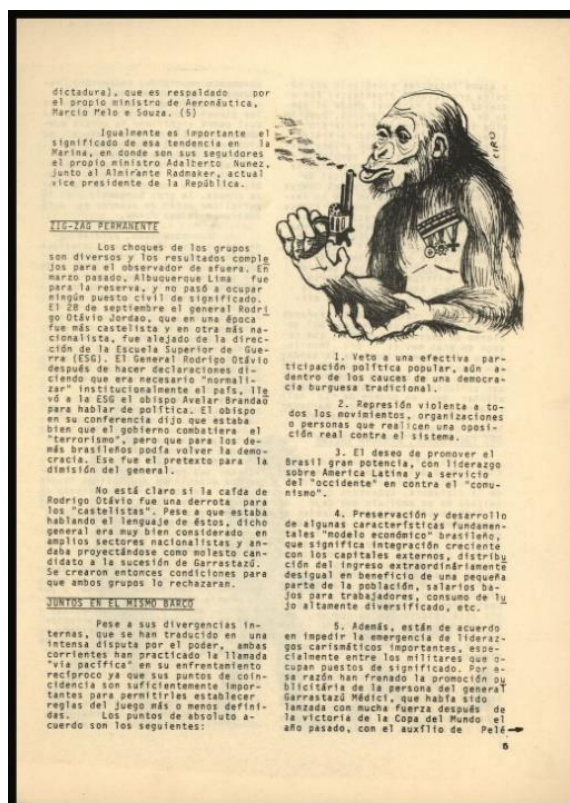 dictadura), que es respaldado por
el propio ministro de Aeronáutica,
Marcio Melo e Souza. (5)
Igualmente es importante el
significado de esa tendencia en la
Marina, en donde son sus seguidores
el propio ministro Adalberto Nunez,
junto al Almirante Radmaker, actual
vice presidente de la República.
ZIG-ZAG PERMANENTE
Los choques de los grupos
son diversos y los resultados comple
jos para el observador de afuera. En
marzo pasado, Albuquerque Lima fue
para la reserva, y no pasó a ocupar
ningún puesto civil de significado.
El 28 de septiembre el general Rodri
go Otávio Jordao, que en una época
fue más castelista y en otra más na-
cionalista, fue alejado de la direc-
ción de la Escuela Superior de Gue-
rra (ESG). El General Rodrigo Otávio
después de hacer declaraciones di-
ciendo que era necesario "normali-
zar" institucionalmente el país, lle
vó a la ESG el obispo Avelar Brandao
para hablar de política. El obispo
en su conferencia dijo que estaba
bien que el gobierno combatiera el
"terrorismo", pero que para los de-
más brasileños podía volver la demo-
cracia. Ese fue el pretexto para la
dimisión del general.
No está claro si la caída de
Rodrigo Otávio fue una derrota para
los "castelistas". Pese a que estaba
hablando el lenguaje de éstos, dicho
general era muy bien considerado en
amplios sectores nacionalistas y an-
daba proyectándose como molesto can-
didato a la sucesión de Garrastazú.
Se crearon entonces condiciones para
que ambos grupos lo rechazaran.
JUNTOS EN EL MISMO BARCO
Pese a sus divergencias in-
ternas, que se han traducido en una
intensa disputa por el poder, ambas
corrientes han practicado la llamada
"vía pacífica" en su enfrentamiento
recíproco ya que sus puntos de coin-
cidencia son suficientemente impor-
tantes para permitirles establecer
reglas del juego más o menos defini-
das. Los puntos de absoluto a-
cuerdo son los siguientes:
CIRO
1. Veto a una efectiva par-
ticipación política popular, aún a-
dentro de los cauces de una democra-
cia burguesa tradicional.
2. Represión violenta a to-
dos los movimientos, organizaciones
o personas que realicen una oposi-
ción real contra el sistema.
3. El deseo de promover el
Brasil gran potencia, con liderazgo
sobre America Latina y a servicio
del "occidente" en contra el "comu-
nismo".
4. Preservación y desarrollo
de algunas características fundamen-
tales "modelo económico" brasileño,
que significa integración creciente
con los capitales externos, distribu
ción del ingreso extraordináriamente
desigual en beneficio de una pequeña
parte de la población, salarios ba-
jos para trabajadores, consumo de lu
jo altamente diversificado, etc.
5. Además, están de acuerdo
en impedir la emergencia de lideraz-
gos carismáticos importantes, espe-
cialmente entre los militares que o-
cupan puestos de significado. Por e-
sa razón han frenado la promoción pu
blicitária de la persona del general
Garrastazú Médici, que había sido
lanzada con mucha fuerza después de
la victoria de la Copa del Mundo el
año pasado, con el auxílio de Pelé
5